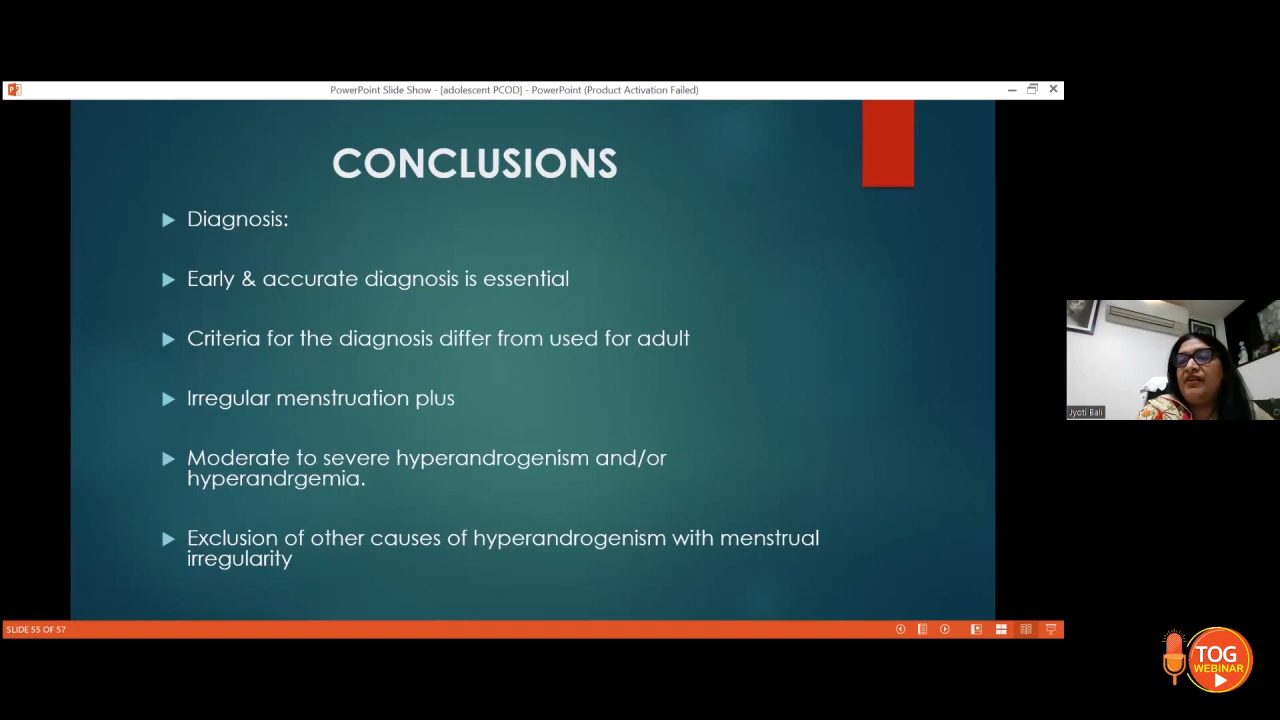 PowerPoint Slide Show - [adolescent PCOD] - PowerPoint (Product Activation Failed)
CONCLUSIONS
Diagnosis:
Early & accurate diagnosis is essential
Criteria for the diagnosis differ from used for adult
Irregular menstruation plus
Moderate to severe hyperandrogenism and/or
hyperandrgemia.
Exclusion of other causes of hyperandrogenism with menstrual
irregularity
Jyoti Bali
SLIDE 55 OF 57
TOG
WEBINAR